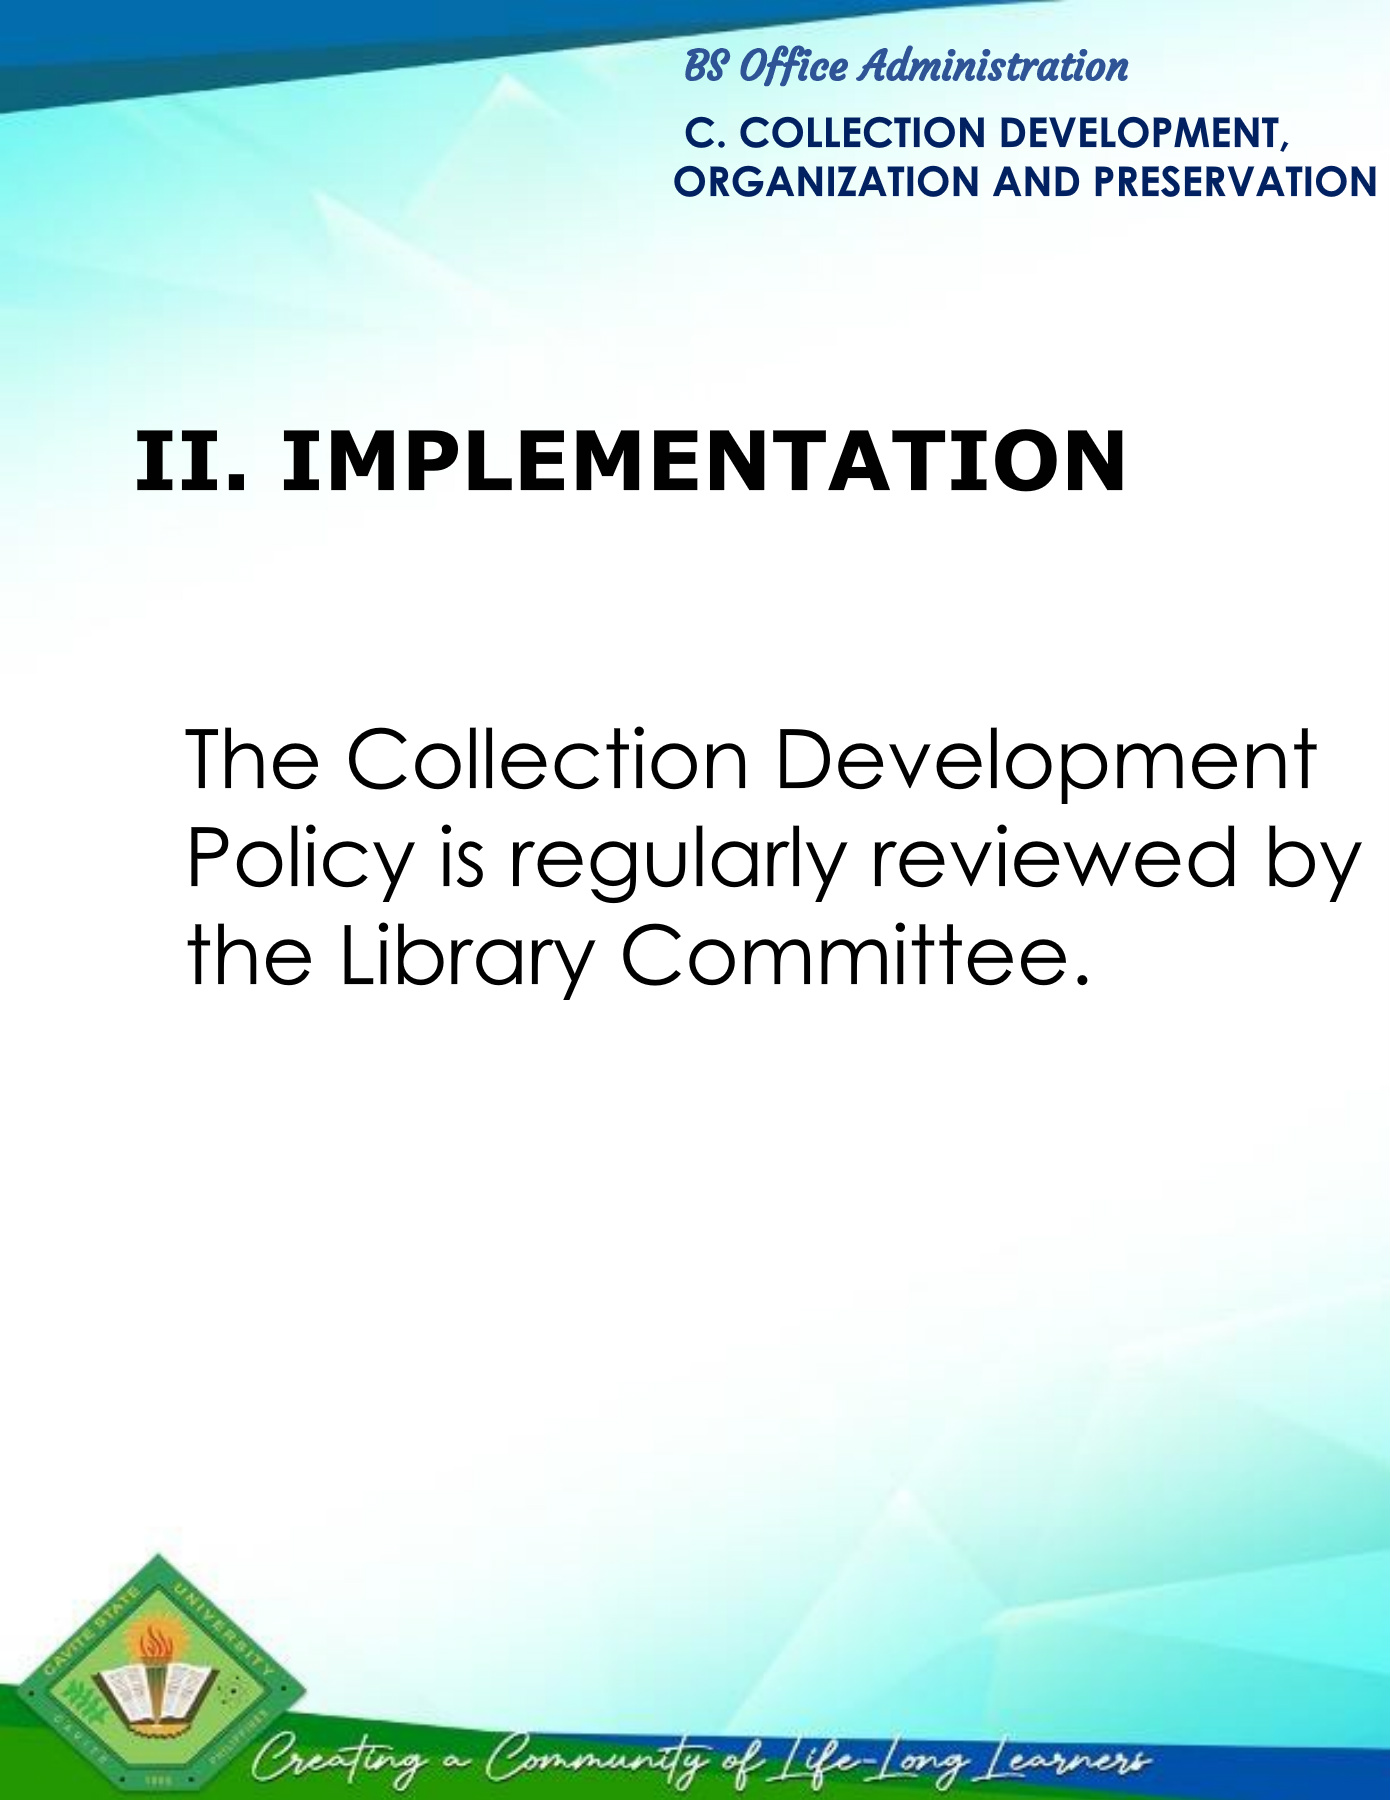 BS Office Administration
C. COLLECTION DEVELOPMENT,
ORGANIZATION AND PRESERVATION
II. IMPLEMENTATION
The Collection Development
Policy is regularly reviewed by
the Library Committee.
CAVITE STATE UNIVERSITY
CAVITE
PHILIPPINES
Creating a Community of Life-Long Learners